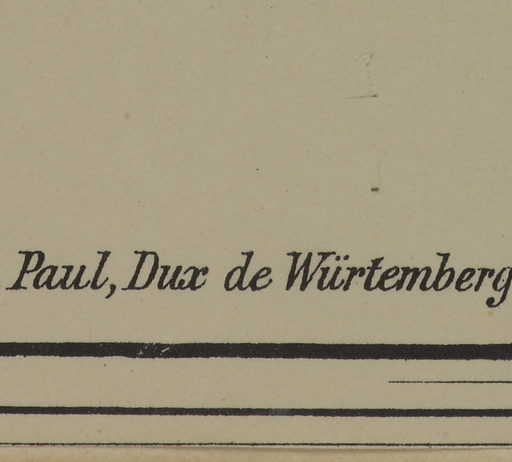 Paul, Dux de Würtemberg